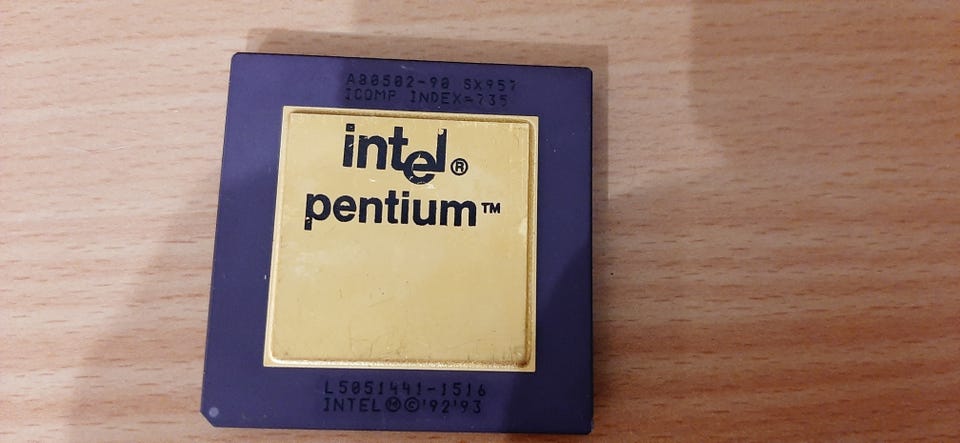 A80502-90 SX957
ICOMP INDEX=735
intel®
pentium™
L5051441-1516
INTEL Ⓜ©'92'93